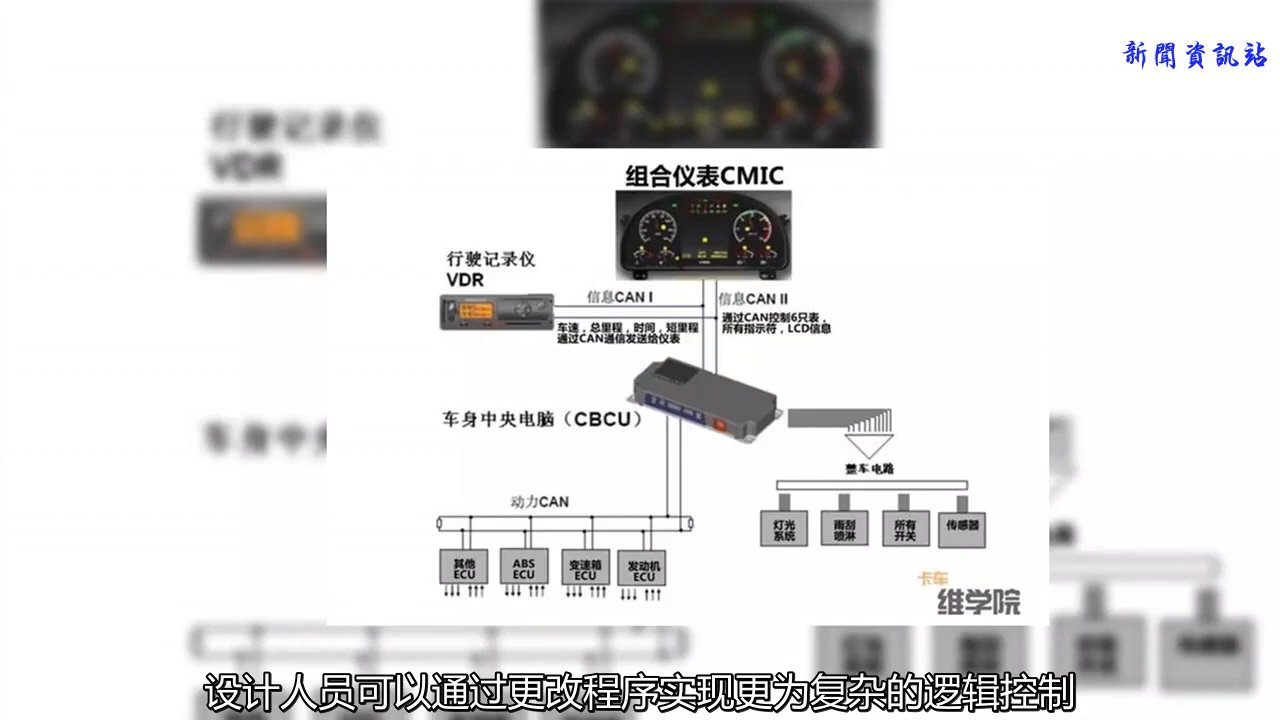 新聞資訊站
组合仪表CMIC
行驶记录仪
VDR
信息CAN I
信息CAN II
车速，总里程，时间，短里程
通过CAN通信发送给仪表
通过CAN控制6只表，
所有指示符，LCD信息
车身中央电脑（CBCU）
整车电路
动力CAN
灯光
系统
雨刮
喷淋
所有
开关
传感器
其他
ECU
ABS
ECU
变速箱
ECU
发动机
ECU
卡车
维学院
设计人员可以通过更改程序实现更为复杂的逻辑控制